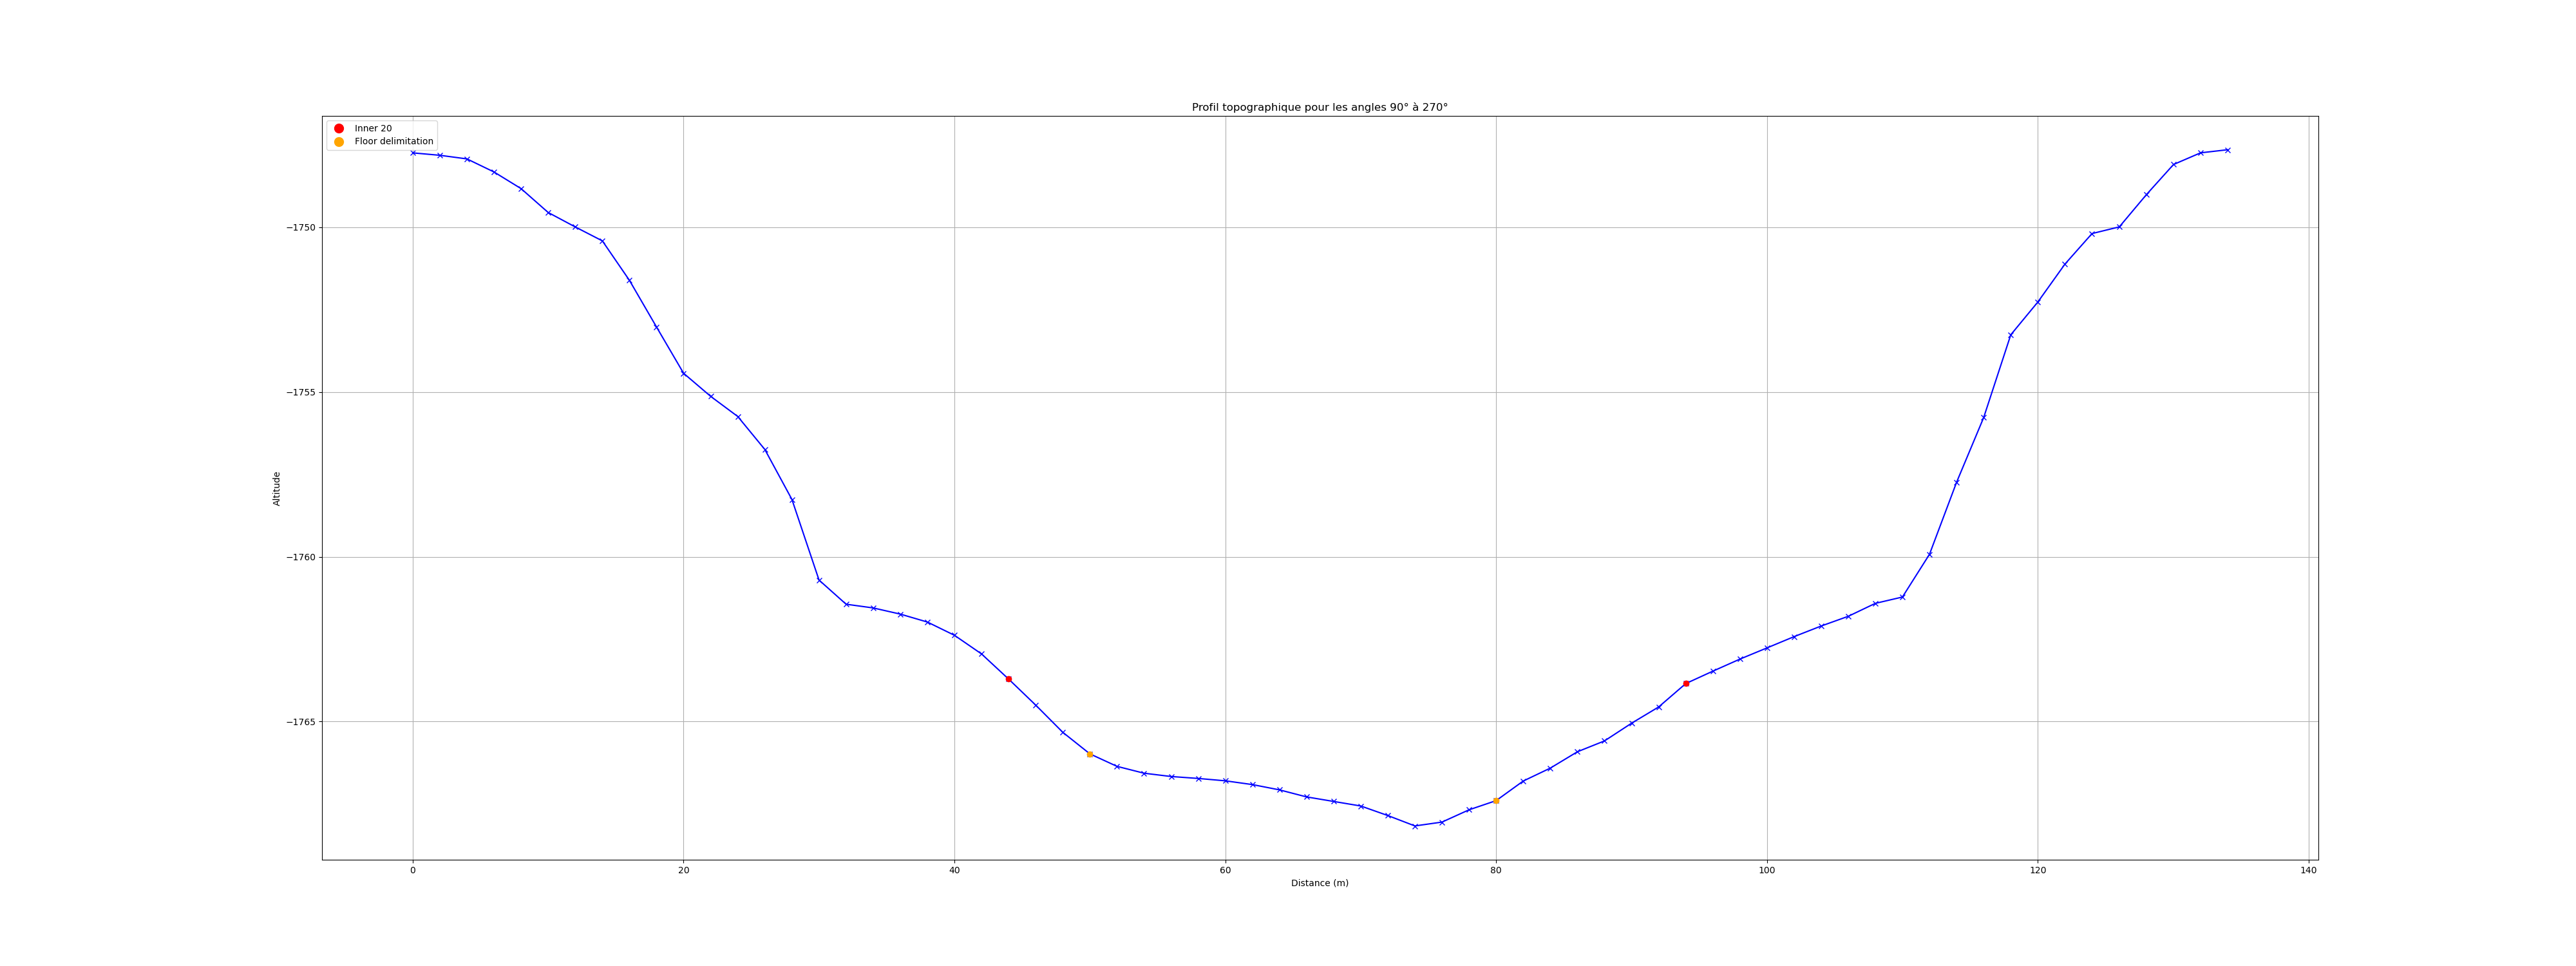 Profil topographique pour les angles 90° à 270°
Inner 20
Floor delimitation
Altitude
−1750
−1755
−1760
−1765
0
20
40
60
80
100
120
140
Distance (m)